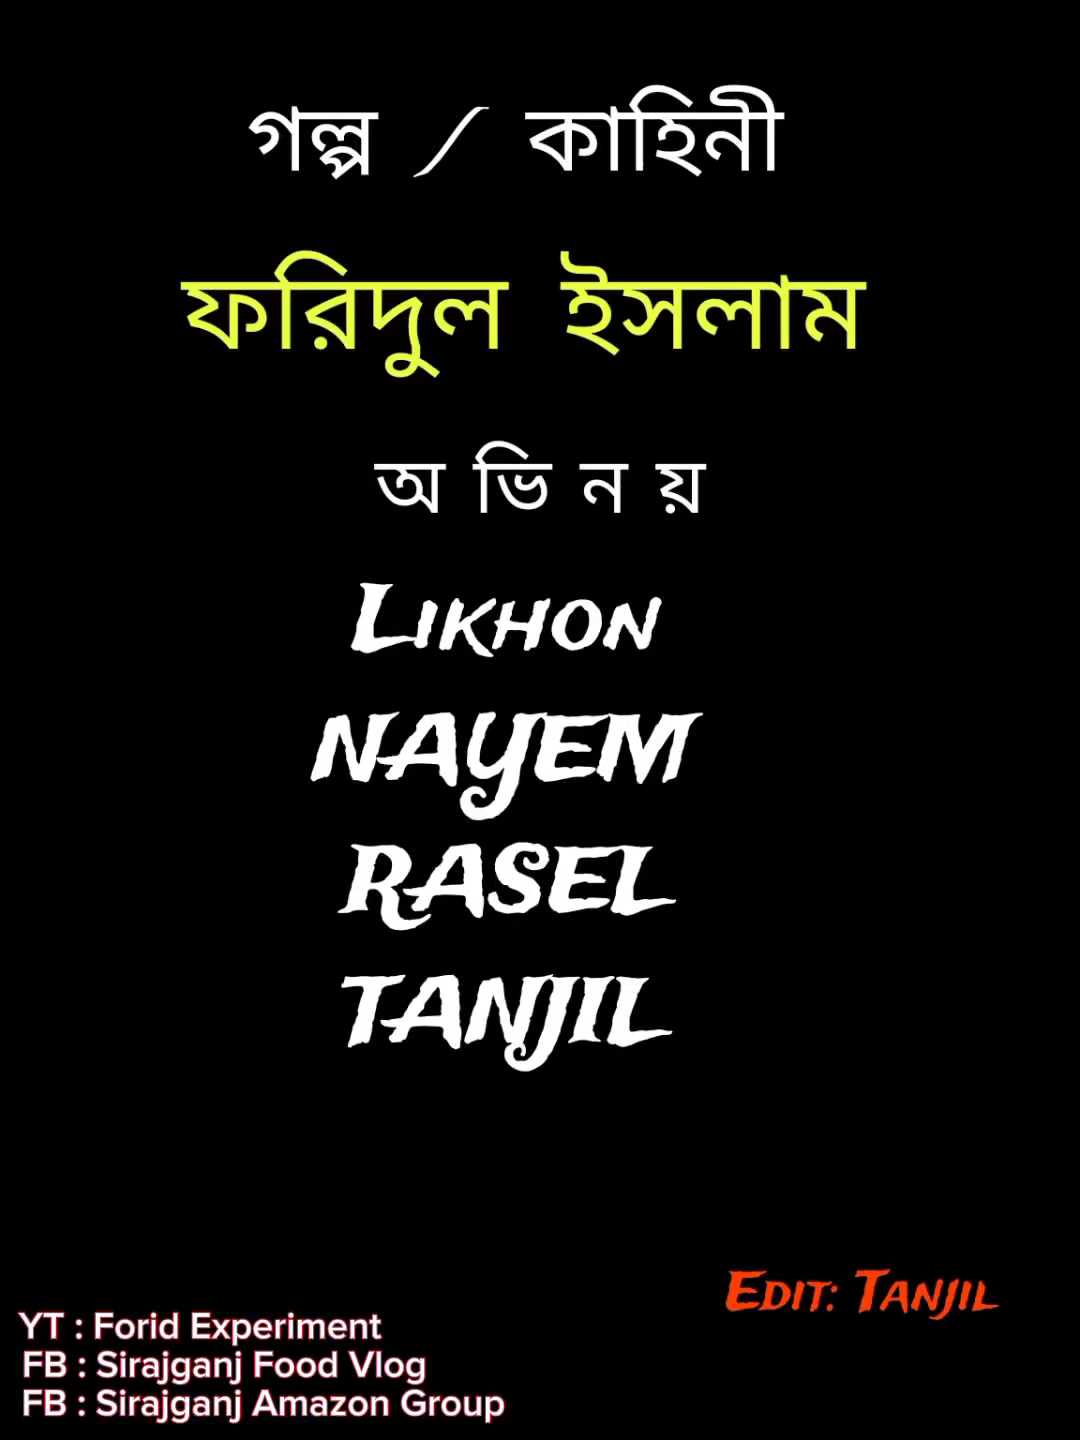 গল্প / কাহিনী
ফরিদুল ইসলাম
অ ভি ন য়
Likhon
NAYEM
RASEL
TANJIL
Edit: Tanjil
YT : Forid Experiment
FB : Sirajganj Food Vlog
FB : Sirajganj Amazon Group